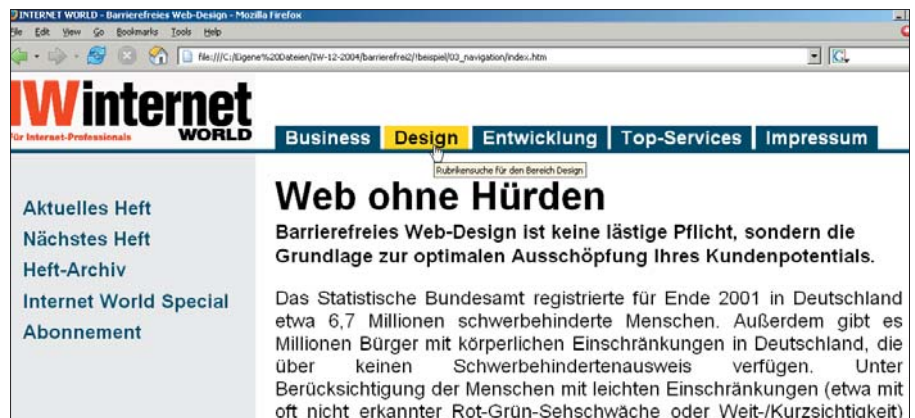 INTERNET WORLD - Barrierefreies Web-Design - Mozilla Firefox
File Edit View Go Bookmarks Tools Help
file:///C:/Eigene%20Dateien/IW-12-2004/barrierefrei2/!beispiel/03_navigation/index.htm
G
IWinternet
für Internet-Professionals WORLD
Business Design Entwicklung Top-Services Impressum
Rubrikensuche für den Bereich Design
Aktuelles Heft
Nächstes Heft
Heft-Archiv
Internet World Special
Abonnement
Web ohne Hürden
Barrierefreies Web-Design ist keine lästige Pflicht, sondern die
Grundlage zur optimalen Ausschöpfung Ihres Kundenpotentials.
Das Statistische Bundesamt registrierte für Ende 2001 in Deutschland
etwa 6,7 Millionen schwerbehinderte Menschen. Außerdem gibt es
Millionen Bürger mit körperlichen Einschränkungen in Deutschland, die
über keinen Schwerbehindertenausweis verfügen. Unter
Berücksichtigung der Menschen mit leichten Einschränkungen (etwa mit
oft nicht erkannter Rot-Grün-Sehschwäche oder Weit-/Kurzsichtigkeit)